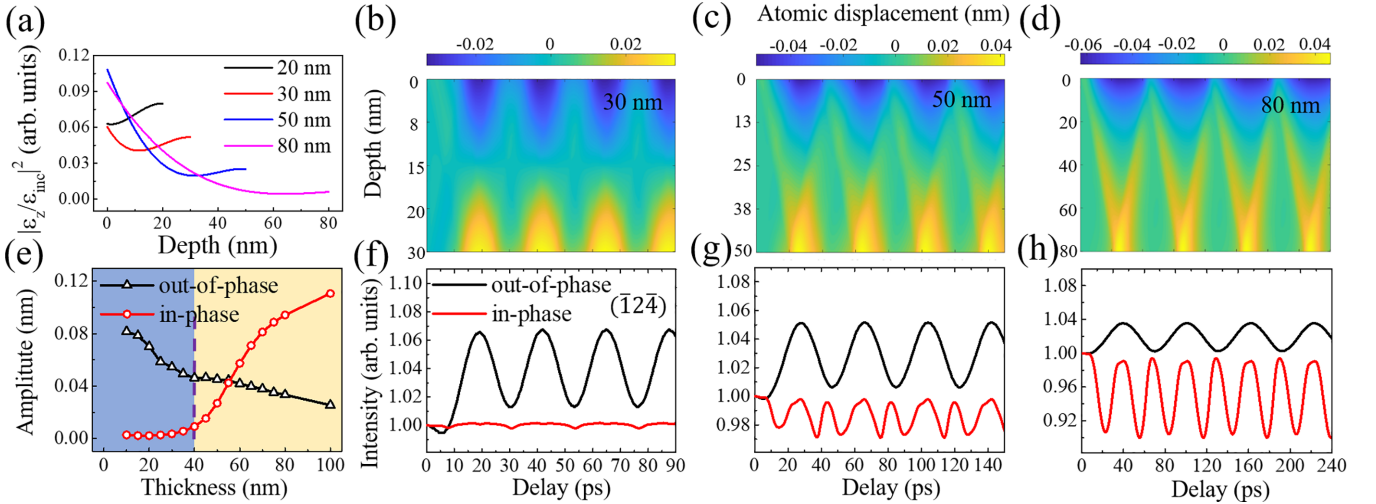 (a)
|ε_z/ε_inc|² (arb. units)
0.12
0.09
0.06
0.03
0.00
20 nm
30 nm
50 nm
80 nm
0 20 40 60 80
Depth (nm)
(b)
-0.02 0 0.02
Depth (nm)
0
8
15
20
30
30 nm
(c)
Atomic displacement (nm)
-0.04 -0.02 0 0.02 0.04
0
13
25
38
50
50 nm
(d)
-0.06 -0.04 -0.02 0 0.02 0.04
0
20
40
60
80
80 nm
(e)
Amplitute (nm)
0.12
0.08
0.04
0.00
out-of-phase
in-phase
0 20 40 60 80 100
Thickness (nm)
(f)
Intensity (arb. units)
1.10
1.08
1.06
1.04
1.02
1.00
out-of-phase
in-phase
(1̄24̄)
0 10 20 30 40 50 60 70 80 90
Delay (ps)
(g)
1.08
1.06
1.04
1.02
1.00
0.98
0 20 40 60 80 100 120 140
Delay (ps)
(h)
1.08
1.04
1.00
0.96
0.92
0 40 80 120 160 200 240
Delay (ps)